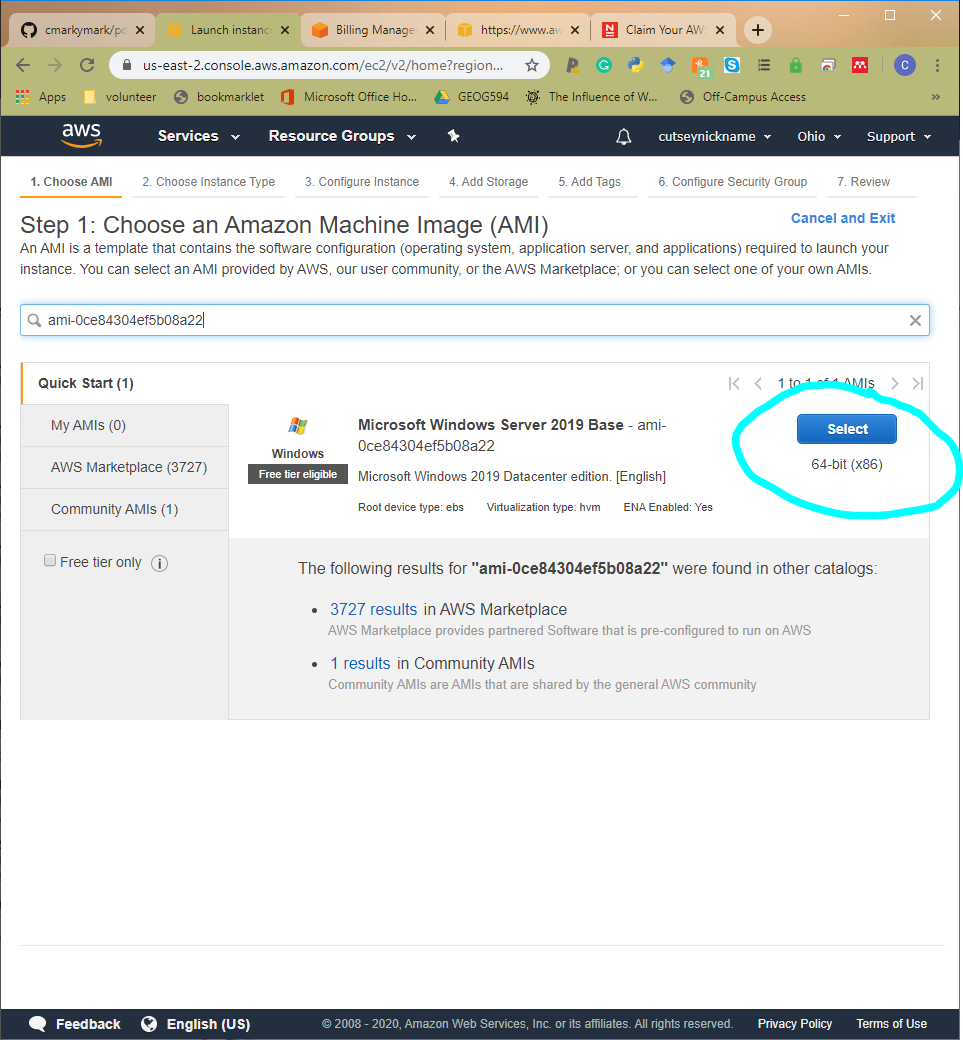 cmarkymark/po
Launch instanc
Billing Manage
https://www.aw
Claim Your AWS
us-east-2.console.aws.amazon.com/ec2/v2/home?region...
21
C
Apps
volunteer
bookmarklet
Microsoft Office Ho...
GEOG594
The Influence of W...
Off-Campus Access
»
aws
Services
Resource Groups
cutseynickname
Ohio
Support
1. Choose AMI
2. Choose Instance Type
3. Configure Instance
4. Add Storage
5. Add Tags
6. Configure Security Group
7. Review
Step 1: Choose an Amazon Machine Image (AMI)
Cancel and Exit
An AMI is a template that contains the software configuration (operating system, application server, and applications) required to launch your
instance. You can select an AMI provided by AWS, our user community, or the AWS Marketplace; or you can select one of your own AMIs.
ami-0ce84304ef5b08a22
Quick Start (1)
1 to 1 of 1 AMIs
My AMIs (0)
AWS Marketplace (3727)
Community AMIs (1)
Free tier only
Windows
Free tier eligible
Microsoft Windows Server 2019 Base - ami-
0ce84304ef5b08a22
Microsoft Windows 2019 Datacenter edition. [English]
Root device type: ebs
Virtualization type: hvm
ENA Enabled: Yes
Select
64-bit (x86)
The following results for "ami-0ce84304ef5b08a22" were found in other catalogs:
• 3727 results in AWS Marketplace
AWS Marketplace provides partnered Software that is pre-configured to run on AWS
• 1 results in Community AMIs
Community AMIs are AMIs that are shared by the general AWS community
Feedback
English (US)
© 2008 - 2020, Amazon Web Services, Inc. or its affiliates. All rights reserved.
Privacy Policy
Terms of Use